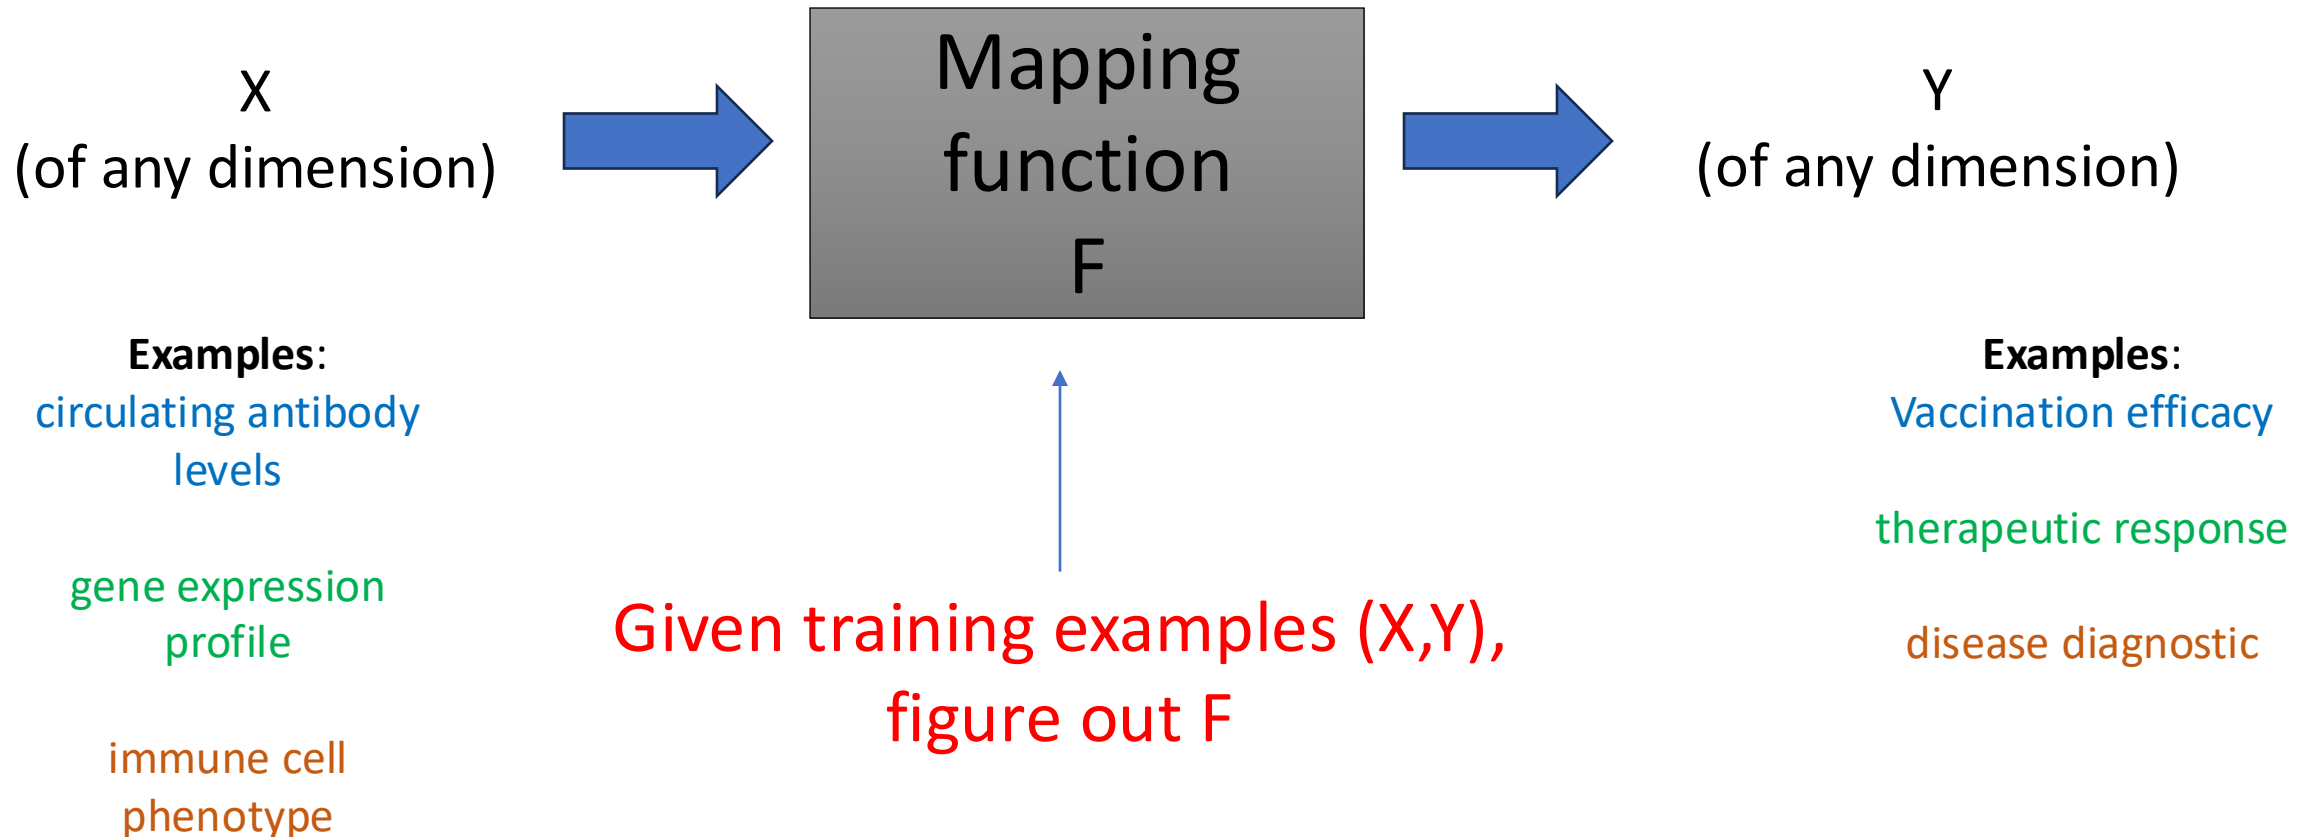 X
(of any dimension)
Mapping
function
F
Y
(of any dimension)
Examples:
circulating antibody
levels
gene expression
profile
immune cell
phenotype
Given training examples (X,Y),
figure out F
Examples:
Vaccination efficacy
therapeutic response
disease diagnostic